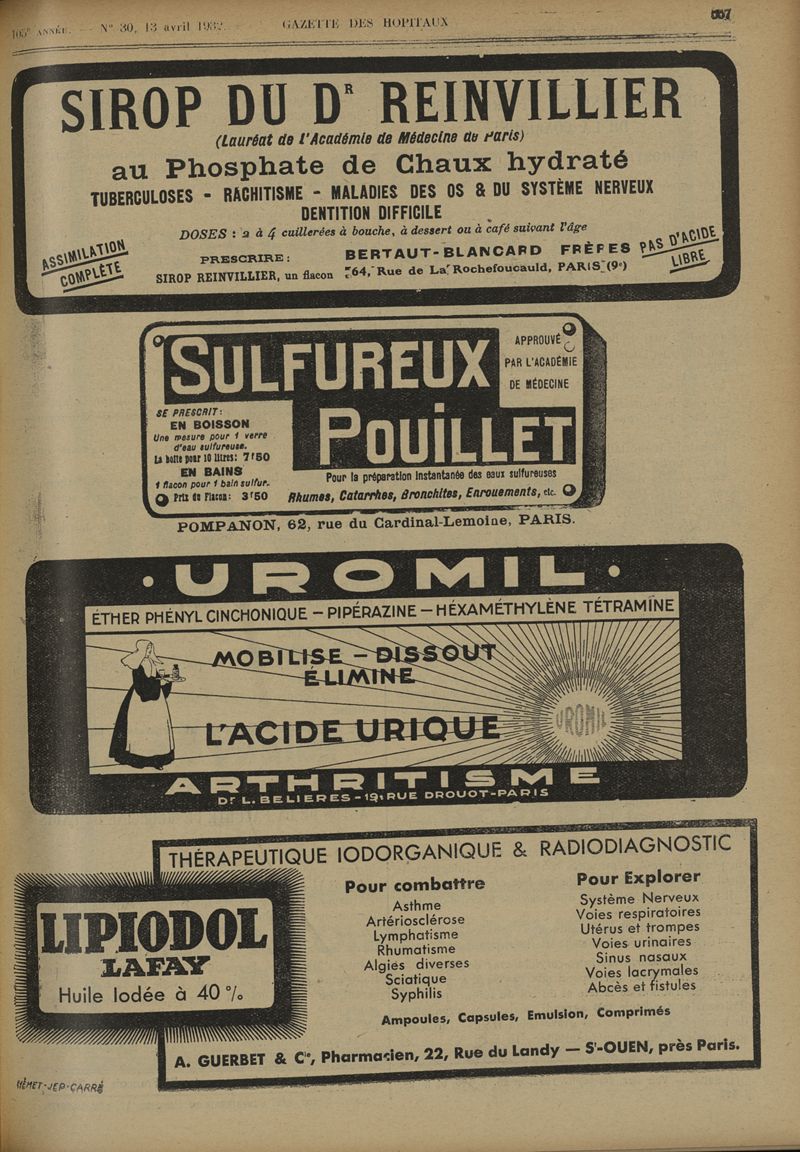 105e ANNÉE. — N° 30, 13 avril 1932.
GAZETTE DES HOPITAUX
SIROP DU DR REINVILLIER
(Lauréat de l'Académie de Médecine de Paris)
au Phosphate de Chaux hydraté
TUBERCULOSES - RACHITISME - MALADIES DES OS & DU SYSTÈME NERVEUX
DENTITION DIFFICILE
DOSES : 2 à 4 cuillerées à bouche, à dessert ou à café suivant l'âge
ASSIMILATION
COMPLÈTE
PRESCRIRE :
SIROP REINVILLIER, un flacon
BERTAUT-BLANCARD FRÈRES
64, Rue de La Rochefoucauld, PARIS (9e)
PAS D'ACIDE
LIBRE
SULFUREUX
POUILLET
APPROUVÉ
PAR L'ACADÉMIE
DE MÉDECINE
SE PRESCRIT :
EN BOISSON
Une mesure pour 1 verre
d'eau sulfureuse.
La boîte pour 10 litres : 7f50
EN BAINS
1 flacon pour 1 bain sulfur.
Prix du Flacon : 3f50
Pour la préparation instantanée des eaux sulfureuses
Rhumes, Catarrhes, Bronchites, Enrouements, etc.
POMPANON, 62, rue du Cardinal-Lemoine, PARIS.
· UROMIL ·
ÉTHER PHÉNYL CINCHONIQUE – PIPÉRAZINE – HÉXAMÉTHYLÈNE TÉTRAMINE
MOBILISE – DISSOUT
ÉLIMINE
L'ACIDE URIQUE
UROMIL
ARTHRITISME
Dr L. BELIERES - 19, RUE DROUOT - PARIS
THÉRAPEUTIQUE IODORGANIQUE & RADIODIAGNOSTIC
LIPIODOL
LAFAY
Huile Iodée à 40 %
Pour combattre
Asthme
Artériosclérose
Lymphatisme
Rhumatisme
Algies diverses
Sciatique
Syphilis
Pour Explorer
Système Nerveux
Voies respiratoires
Utérus et trompes
Voies urinaires
Sinus nasaux
Voies lacrymales
Abcès et fistules
Ampoules, Capsules, Emulsion, Comprimés
A. GUERBET & Cie, Pharmacien, 22, Rue du Landy — St-OUEN, près Paris.